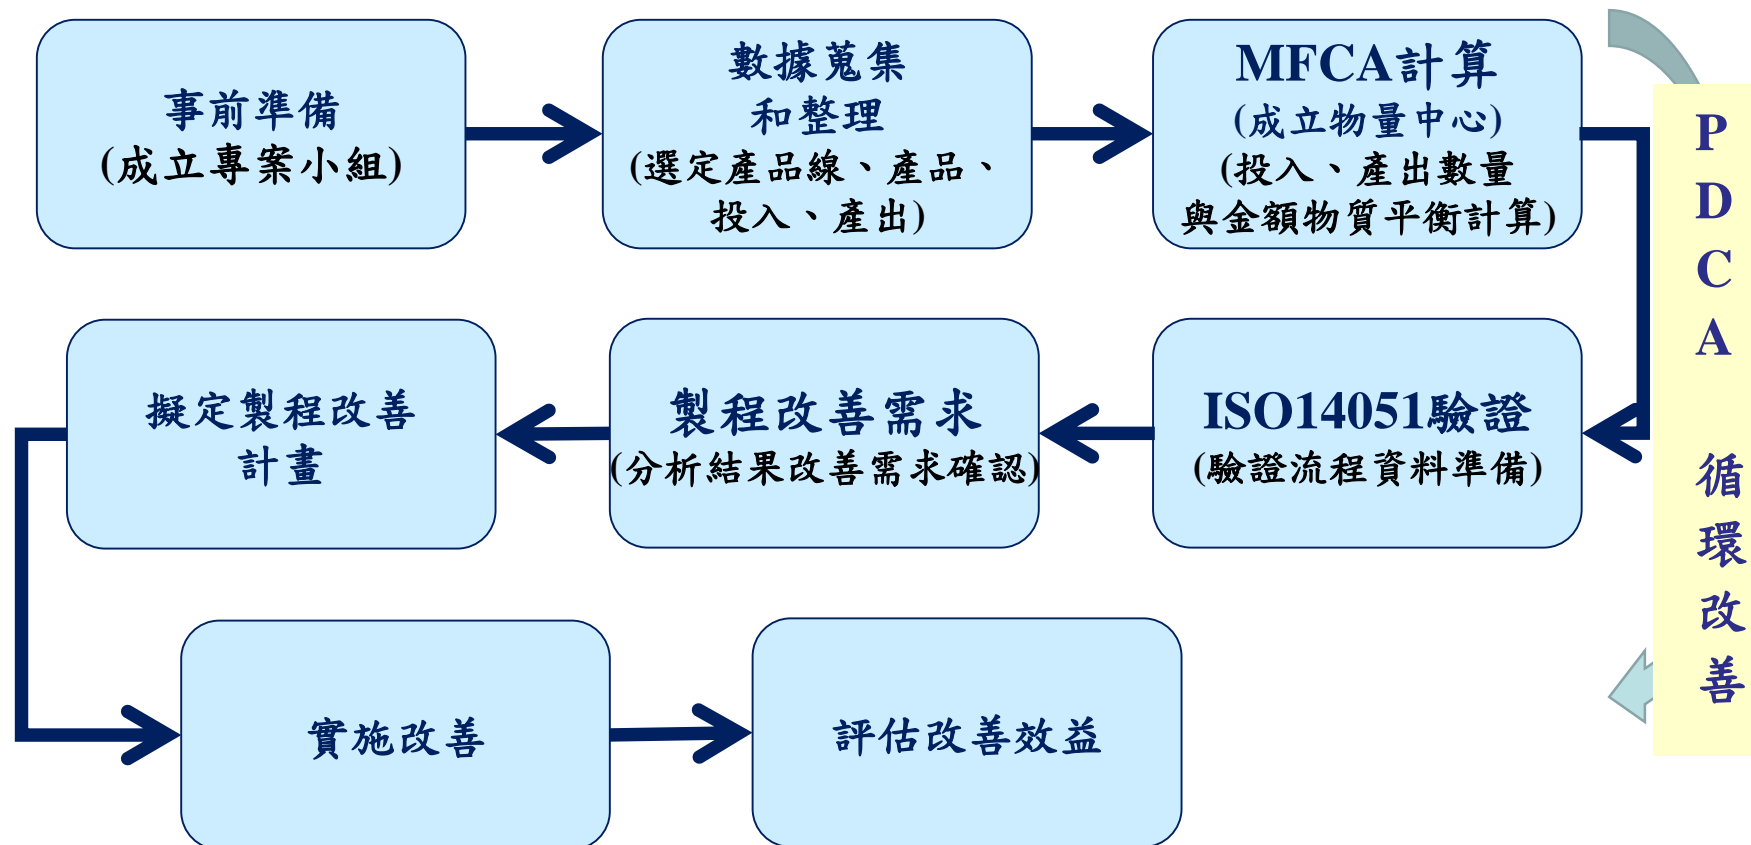 事前準備
(成立專案小組)
數據蒐集
和整理
(選定產品線、產品、
投入、產出)
MFCA計算
(成立物量中心)
(投入、產出數量
與金額物質平衡計算)
擬定製程改善
計畫
製程改善需求
(分析結果改善需求確認)
ISO14051驗證
(驗證流程資料準備)
實施改善
評估改善效益
P
D
C
A
循
環
改
善